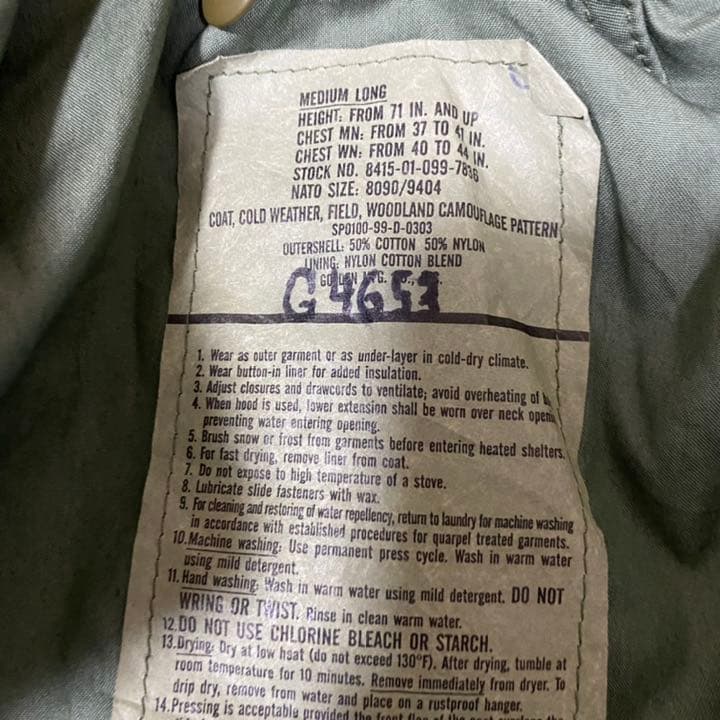 MEDIUM LONG
HEIGHT: FROM 71 IN. AND UP
CHEST MN: FROM 37 TO 41 IN.
CHEST WN: FROM 40 TO 44 IN.
STOCK NO. 8415-01-099-7836
NATO SIZE: 8090/9404
COAT, COLD WEATHER, FIELD, WOODLAND CAMOUFLAGE PATTERN
SPO100-99-D-0303
OUTERSHELL: 50% COTTON 50% NYLON
LINING: NYLON COTTON BLEND
GOLDEN MFG.
G4653
1. Wear as outer garment or as under-layer in cold-dry climate.
2. Wear button-in liner for added insulation.
3. Adjust closures and drawcords to ventilate; avoid overheating of
4. When hood is used, lower extension shall be worn over neck openi
preventing water entering opening.
5. Brush snow or frost from garments before entering heated shelters.
6. For fast drying, remove liner from coat.
7. Do not expose to high temperature of a stove.
8. Lubricate slide fasteners with wax.
9. For cleaning and restoring of water repellency, return to laundry for machine washing
in accordance with established procedures for quarpel treated garments.
10. Machine washing: Use permanent press cycle. Wash in warm water
using mild detergent.
11. Hand washing: Wash in warm water using mild detergent. DO NOT
WRING OR TWIST. Rinse in clean warm water.
12. DO NOT USE CHLORINE BLEACH OR STARCH.
13. Drying: Dry at low heat (do not exceed 130°F). After drying, tumble at
room temperature for 10 minutes. Remove immediately from dryer. To
drip dry, remove from water and place on a rustproof hanger.
14. Pressing is acceptable provided the front flap of the coat overlaps the